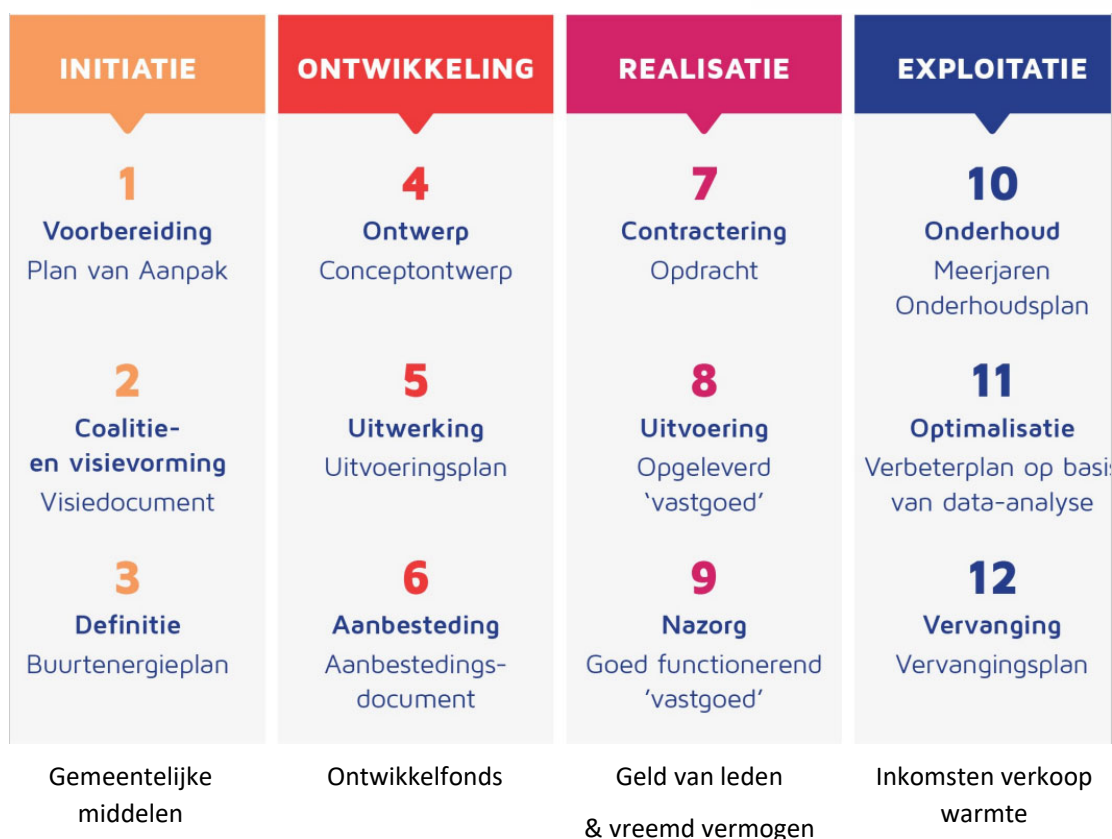 INITIATIE
1
Voorbereiding
Plan van Aanpak
2
Coalitie-
en visievorming
Visiedocument
3
Definitie
Buurtenergieplan
Gemeentelijke
middelen
ONTWIKKELING
4
Ontwerp
Conceptontwerp
5
Uitwerking
Uitvoeringsplan
6
Aanbesteding
Aanbestedings-
document
Ontwikkelfonds
REALISATIE
7
Contractering
Opdracht
8
Uitvoering
Opgeleverd
‘vastgoed’
9
Nazorg
Goed functionerend
’vastgoed’
Geld van leden
& vreemd vermogen
EXPLOITATIE
10
Onderhoud
Meerjaren
Onderhoudsplan
11
Optimalisatie
Verbeterplan op basis
van data-analyse
12
Vervanging
Vervangingsplan
Inkomsten verkoop
warmte